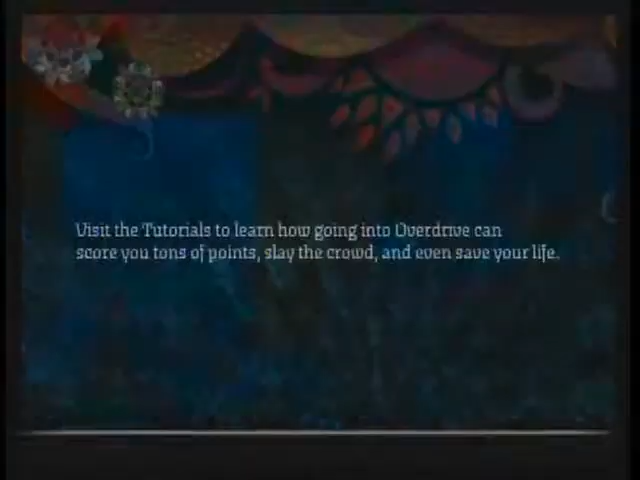 Visit the Tutorials to learn how going into Overdrive can
score you tons of points, slay the crowd, and even save your life.